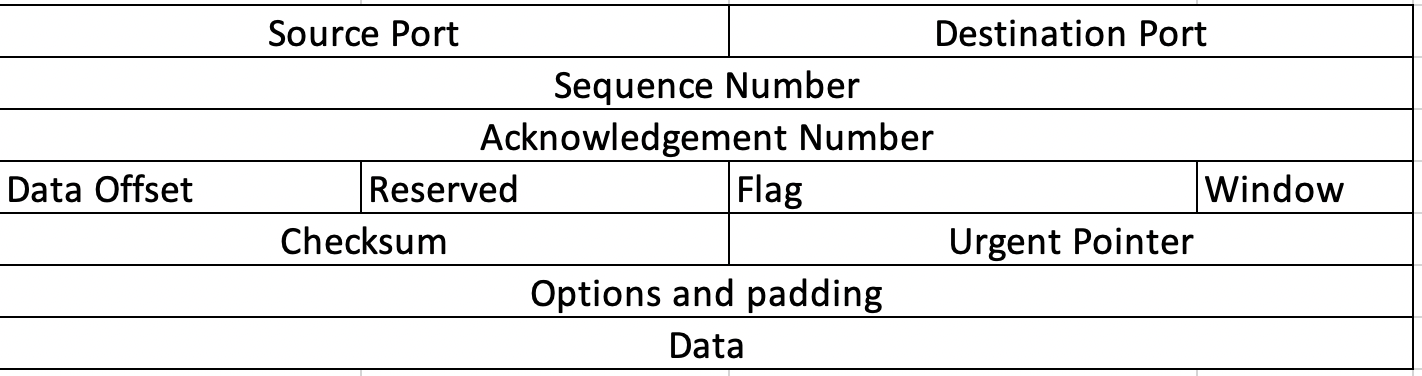 Source Port Destination Port
Sequence Number
Acknowledgement Number
Data Offset Reserved Flag Window
Checksum Urgent Pointer
Options and padding
Data